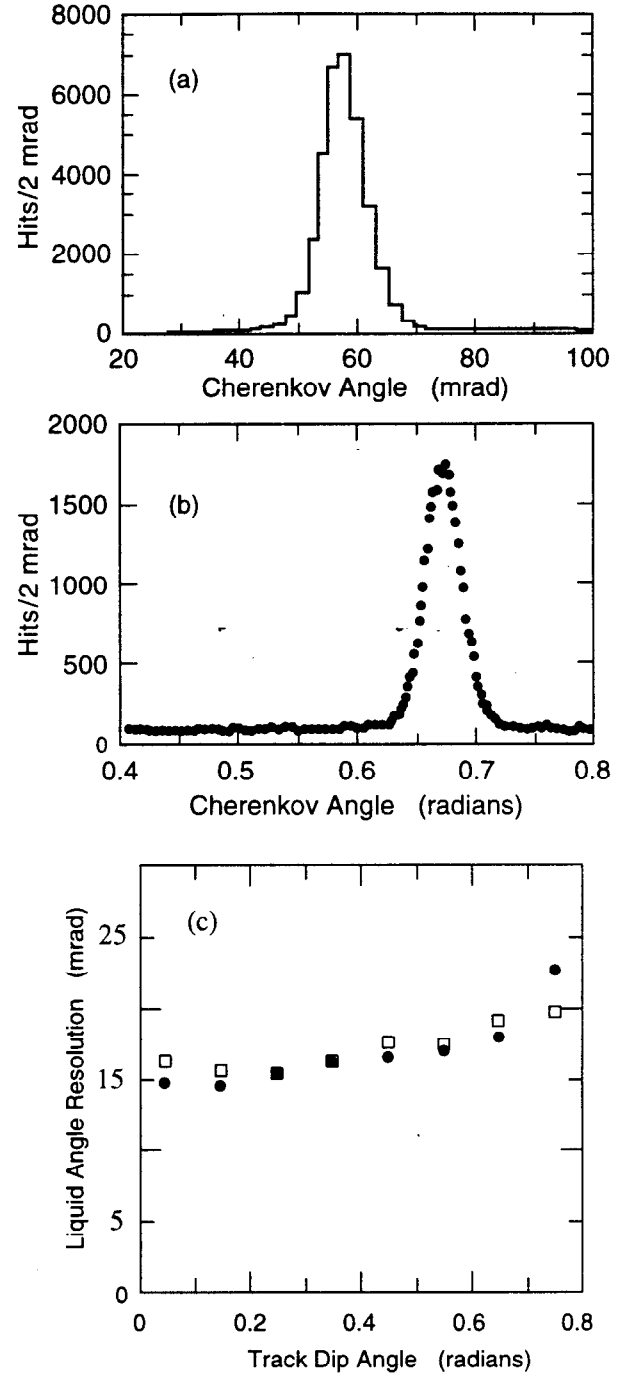 8000
(a)
6000
4000
2000
0
Hits/2 mrad
20 40 60 80 100
Cherenkov Angle (mrad)
2000
(b)
1500
1000
500
0
Hits/2 mrad
0.4 0.5 0.6 0.7 0.8
Cherenkov Angle (radians)
(c)
25
15
5
0
Liquid Angle Resolution (mrad)
0 0.2 0.4 0.6 0.8
Track Dip Angle (radians)